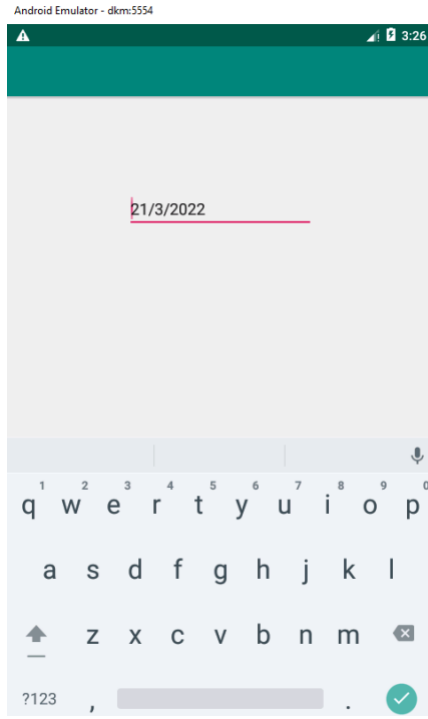 Android Emulator - dkm:5554
3:26
21/3/2022
1 2 3 4 5 6 7 8 9 0
q w e r t y u i o p
a s d f g h j k l
z x c v b n m
?123 , .